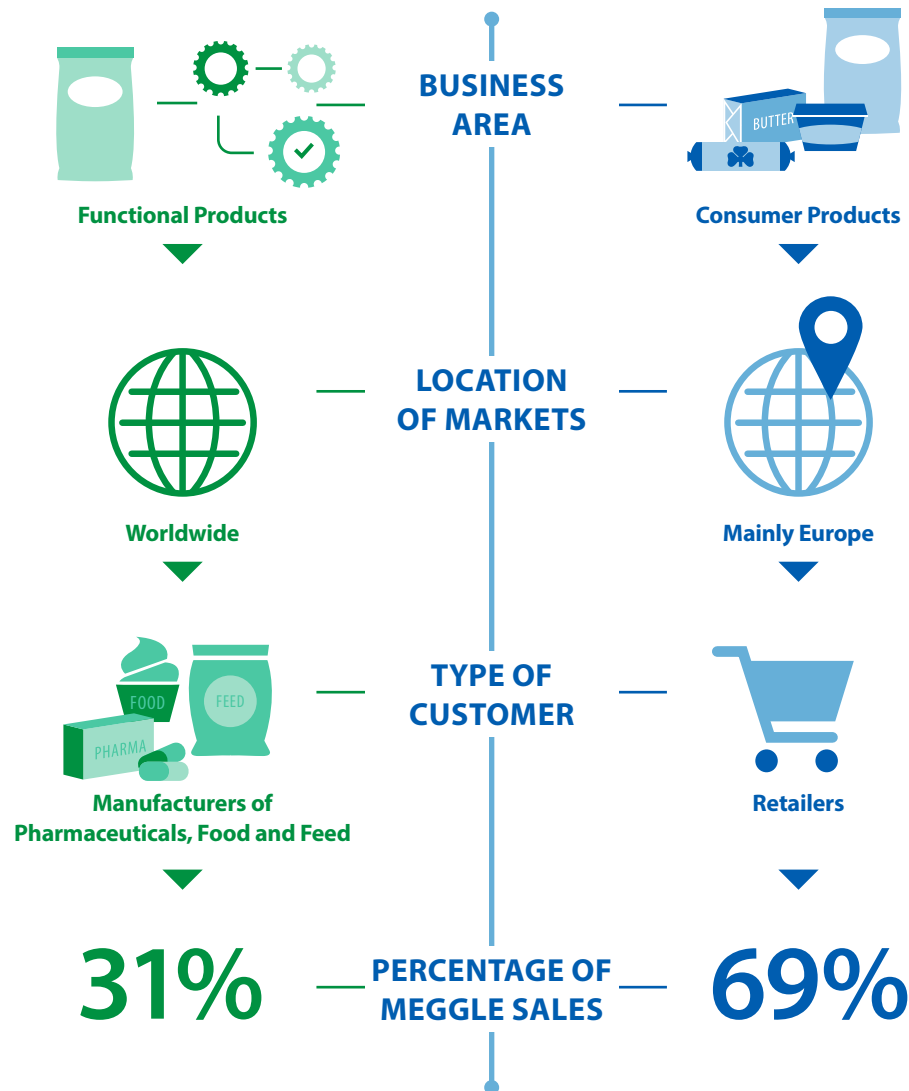 BUSINESS
AREA
BUTTER
Functional Products
Consumer Products
LOCATION
OF MARKETS
Worldwide
Mainly Europe
FOOD
FEED
PHARMA
TYPE OF
CUSTOMER
Manufacturers of
Pharmaceuticals, Food and Feed
Retailers
31%
PERCENTAGE OF
MEGGLE SALES
69%